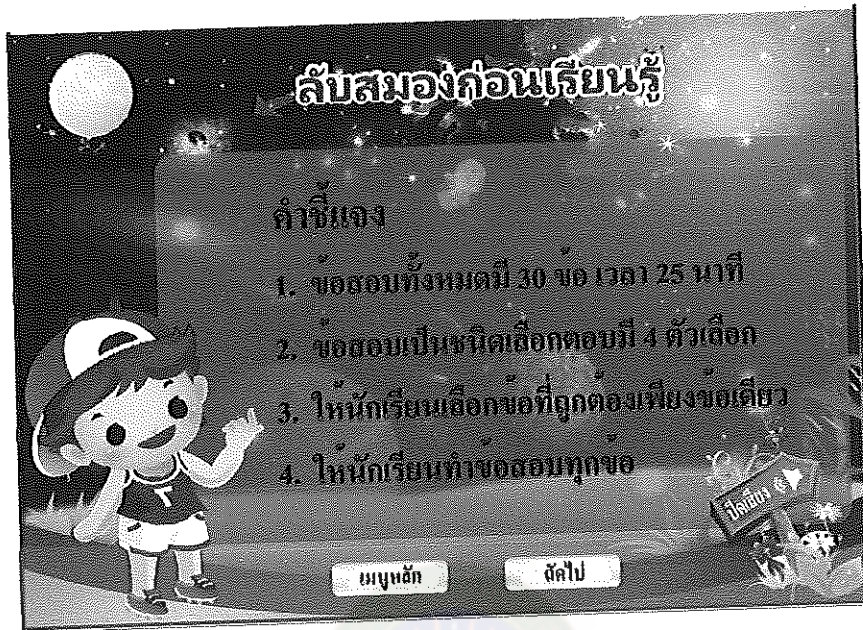 ลับสมองก่อนเรียนรู้
คำชี้แจง
1. ข้อสอบทั้งหมดมี 30 ข้อ เวลา 25 นาที
2. ข้อสอบเป็นชนิดเลือกตอบมี 4 ตัวเลือก
3. ให้นักเรียนเลือกข้อที่ถูกต้องเพียงข้อเดียว
4. ให้นักเรียนทำข้อสอบทุกข้อ
ปิดเสียง
เมนูหลัก
ถัดไป